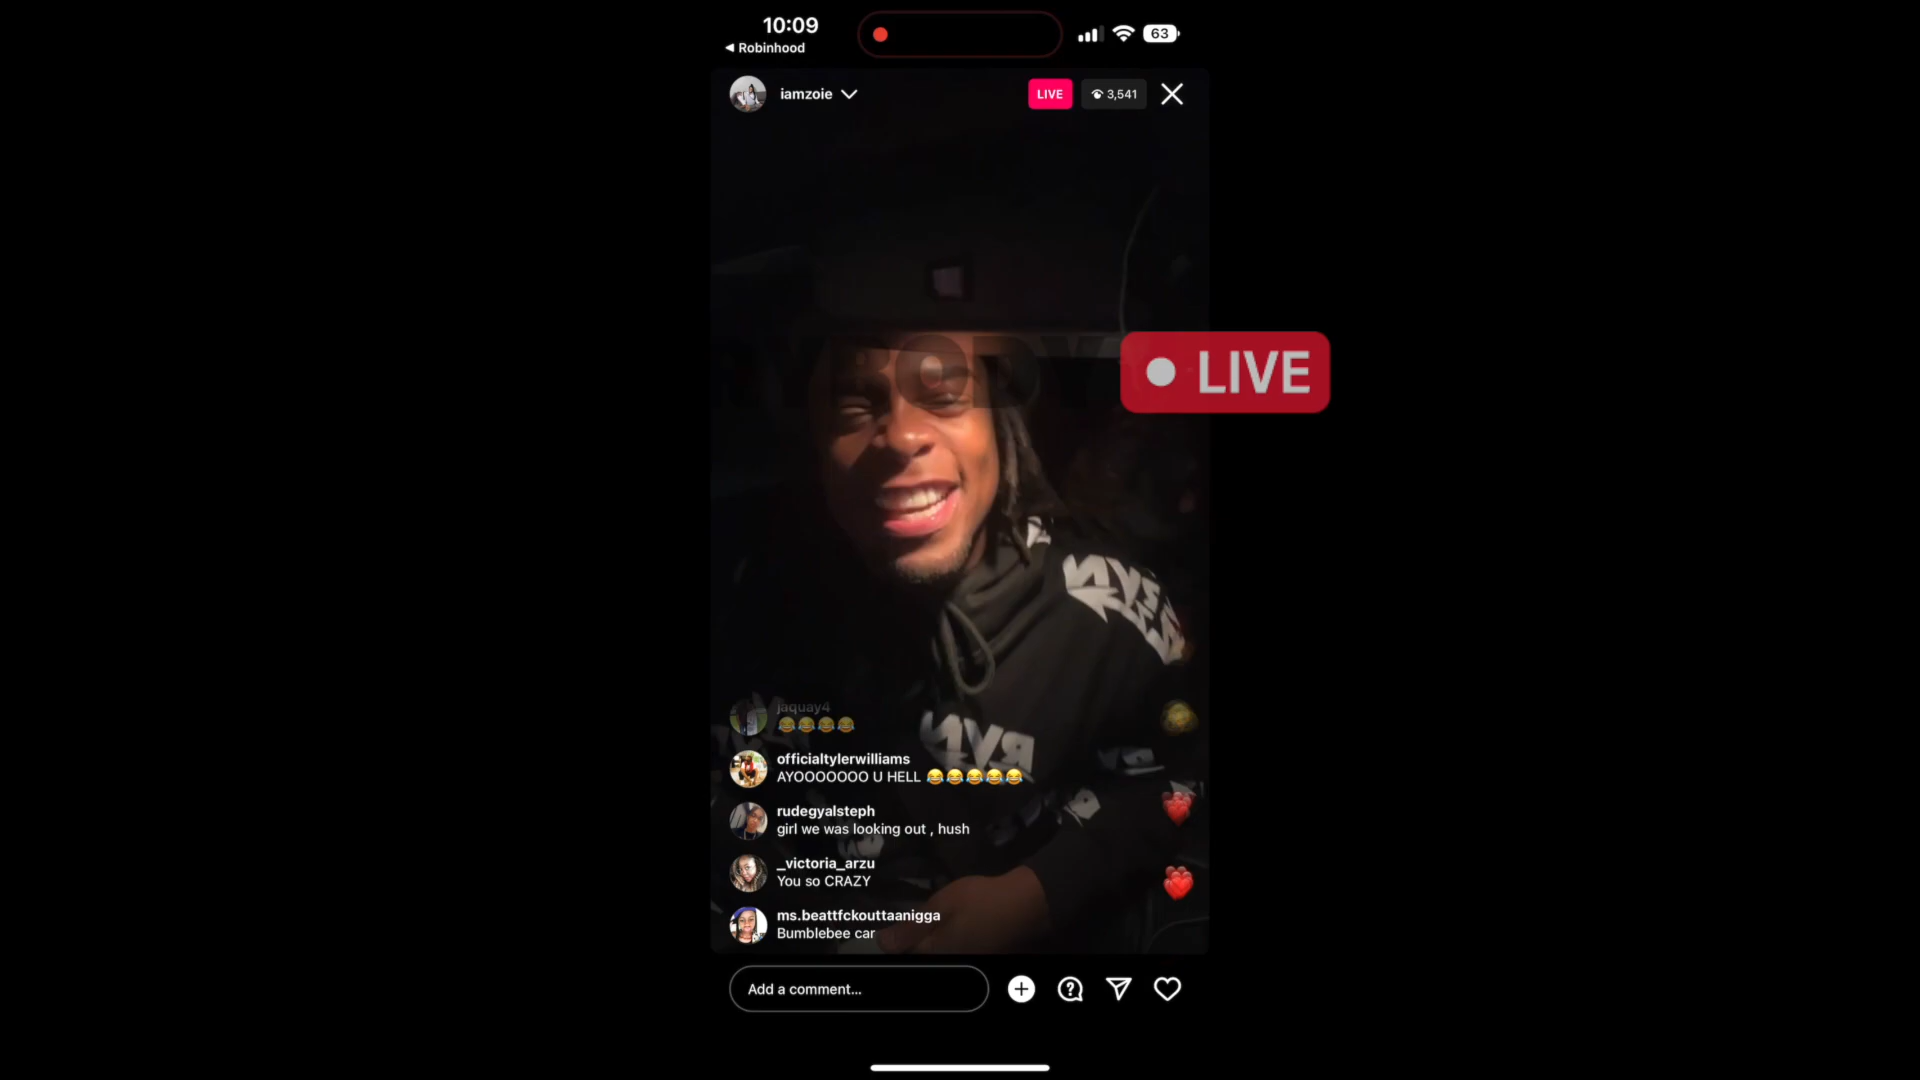 10:09
63
Robinhood
iamzoie
LIVE
3,541
LIVE
jaquay4
😂😂😂😂
officialtylerwilliams
AYOOOOOOO U HELL 😂😂😂😂😂
rudegyalsteph
girl we was looking out , hush
_victoria_arzu
You so CRAZY
ms.beattfckouttaanigga
Bumblebee car
Add a comment...